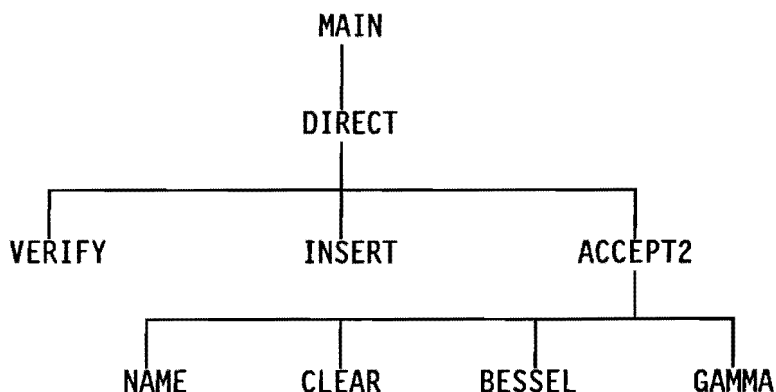 MAIN
DIRECT
VERIFY INSERT ACCEPT2
NAME CLEAR BESSEL GAMMA